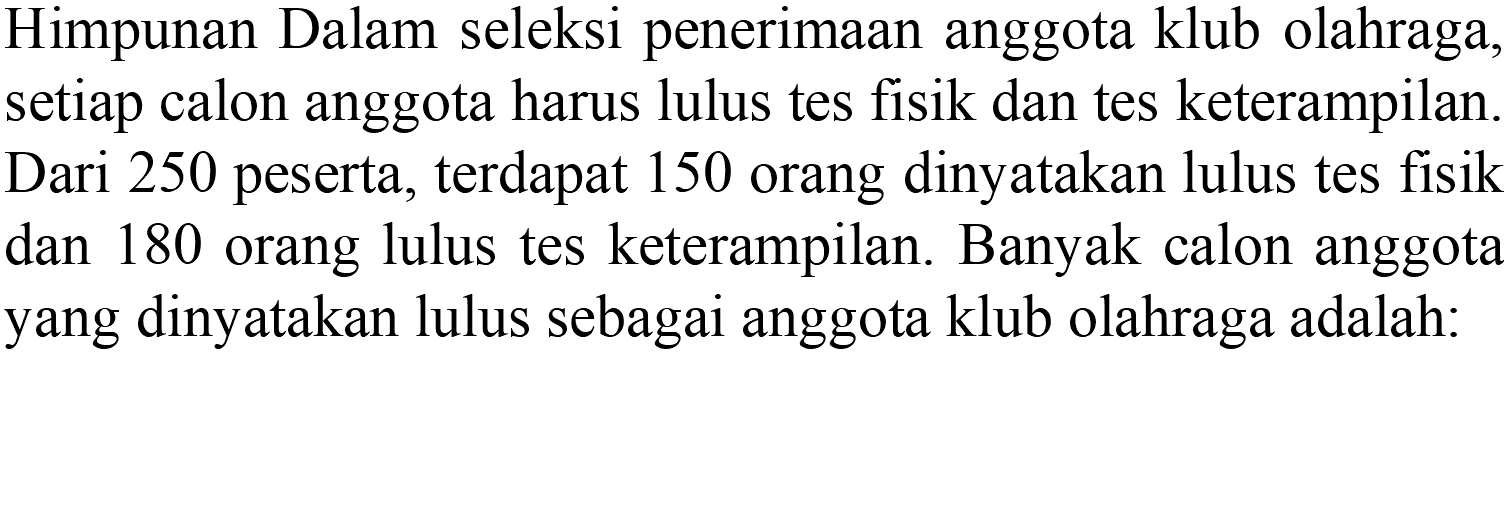 Himpunan Dalam seleksi penerimaan anggota klub olahraga,
setiap calon anggota harus lulus tes fisik dan tes keterampilan.
Dari 250 peserta, terdapat 150 orang dinyatakan lulus tes fisik
dan 180 orang lulus tes keterampilan. Banyak calon anggota
yang dinyatakan lulus sebagai anggota klub olahraga adalah: